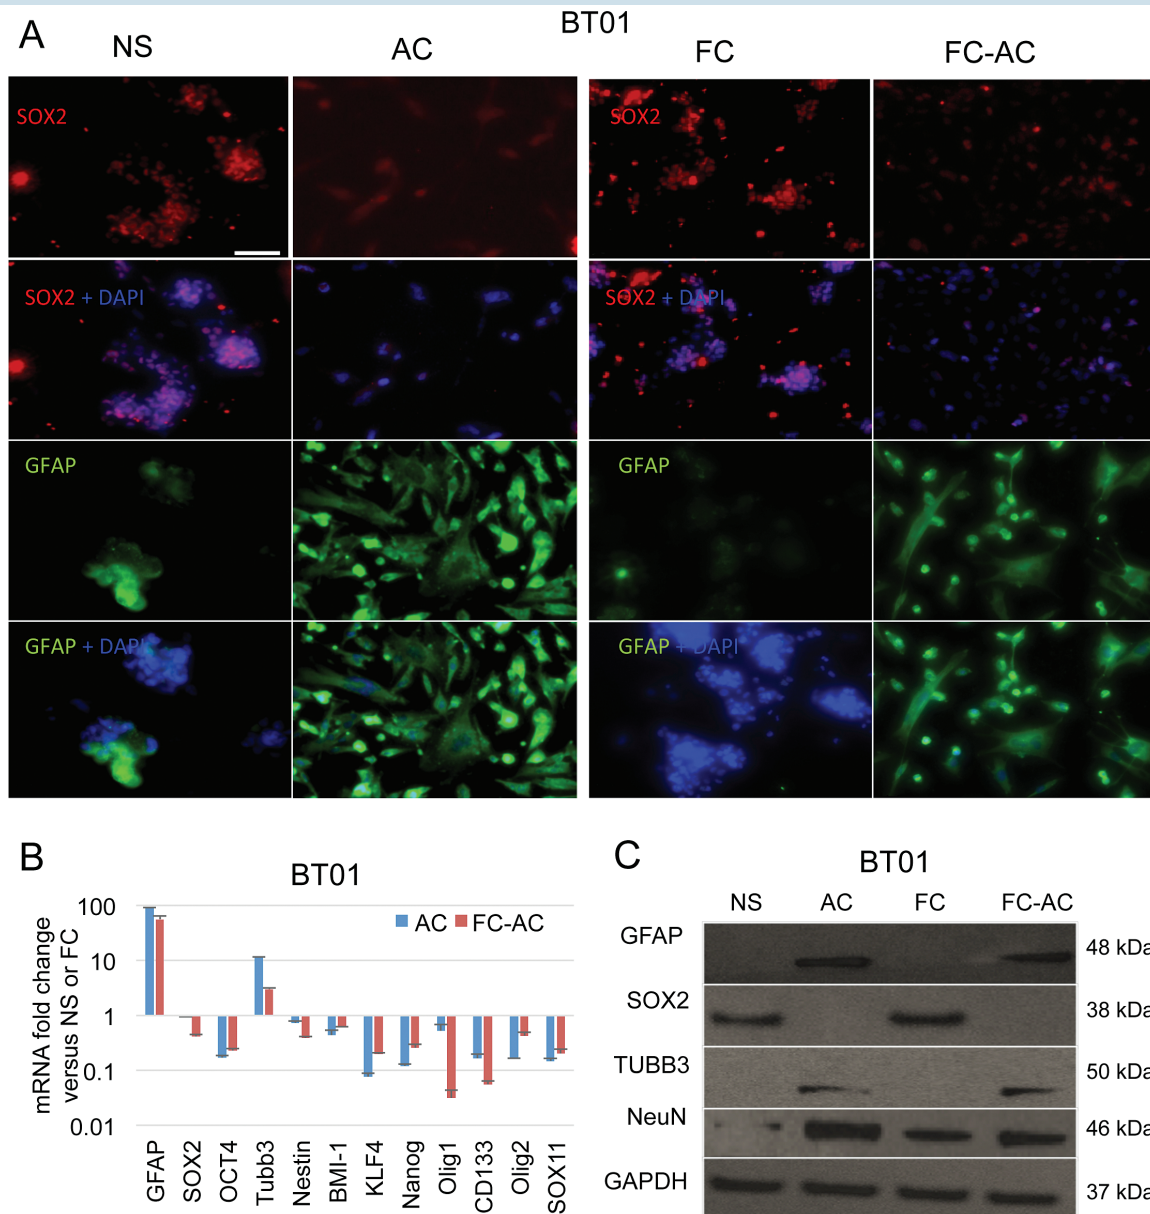 BT01
A
NS AC FC FC-AC
SOX2 SOX2
SOX2 + DAPI SOX2 + DAPI
GFAP GFAP
GFAP + DAPI GFAP + DAPI
B
BT01
mRNA fold change
versus NS or FC
100
10
1
0.1
0.01
AC FC-AC
GFAP SOX2 OCT4 Tubb3 Nestin BMI-1 KLF4 Nanog Olig1 CD133 Olig2 SOX11
C
BT01
NS AC FC FC-AC
GFAP 48 kDa
SOX2 38 kDa
TUBB3 50 kDa
NeuN 46 kDa
GAPDH 37 kDa